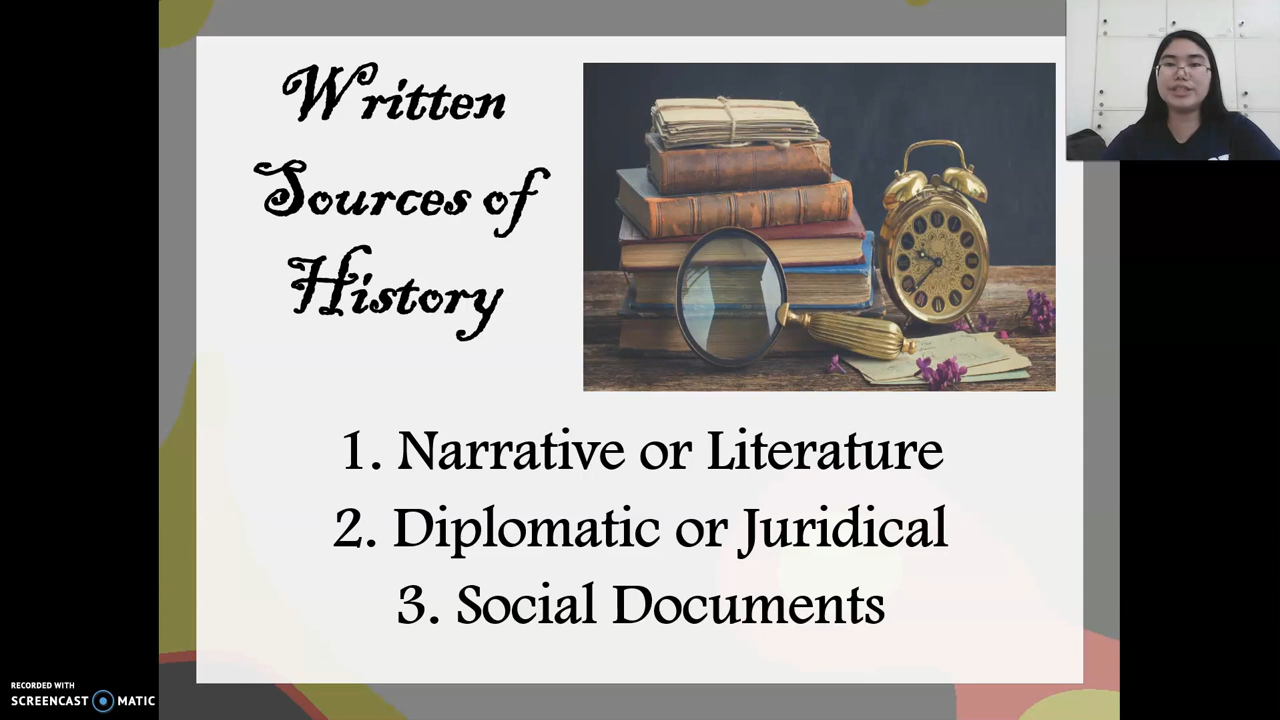 Written
Sources of
History
1. Narrative or Literature
2. Diplomatic or Juridical
3. Social Documents
RECORDED WITH
SCREENCAST MATIC